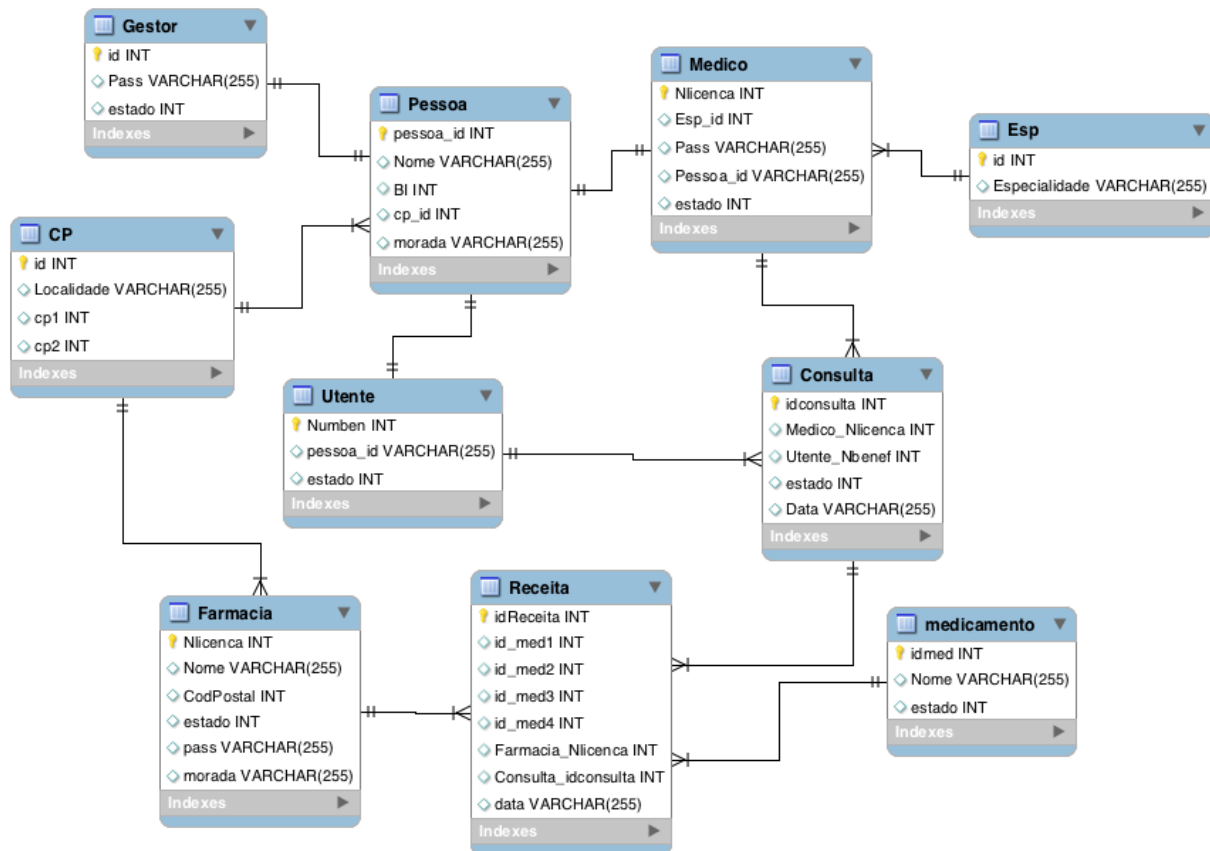 Gestor
id INT
Pass VARCHAR(255)
estado INT
Indexes
Pessoa
pessoa_id INT
Nome VARCHAR(255)
BI INT
cp_id INT
morada VARCHAR(255)
Indexes
Medico
Nlicenca INT
Esp_id INT
Pass VARCHAR(255)
Pessoa_id VARCHAR(255)
estado INT
Indexes
Esp
id INT
Especialidade VARCHAR(255)
Indexes
CP
id INT
Localidade VARCHAR(255)
cp1 INT
cp2 INT
Indexes
Utente
Numben INT
pessoa_id VARCHAR(255)
estado INT
Indexes
Consulta
idconsulta INT
Medico_Nlicenca INT
Utente_Nbenef INT
estado INT
Data VARCHAR(255)
Indexes
Farmacia
Nlicenca INT
Nome VARCHAR(255)
CodPostal INT
estado INT
pass VARCHAR(255)
morada VARCHAR(255)
Indexes
Receita
idReceita INT
id_med1 INT
id_med2 INT
id_med3 INT
id_med4 INT
Farmacia_Nlicenca INT
Consulta_idconsulta INT
data VARCHAR(255)
Indexes
medicamento
idmed INT
Nome VARCHAR(255)
estado INT
Indexes